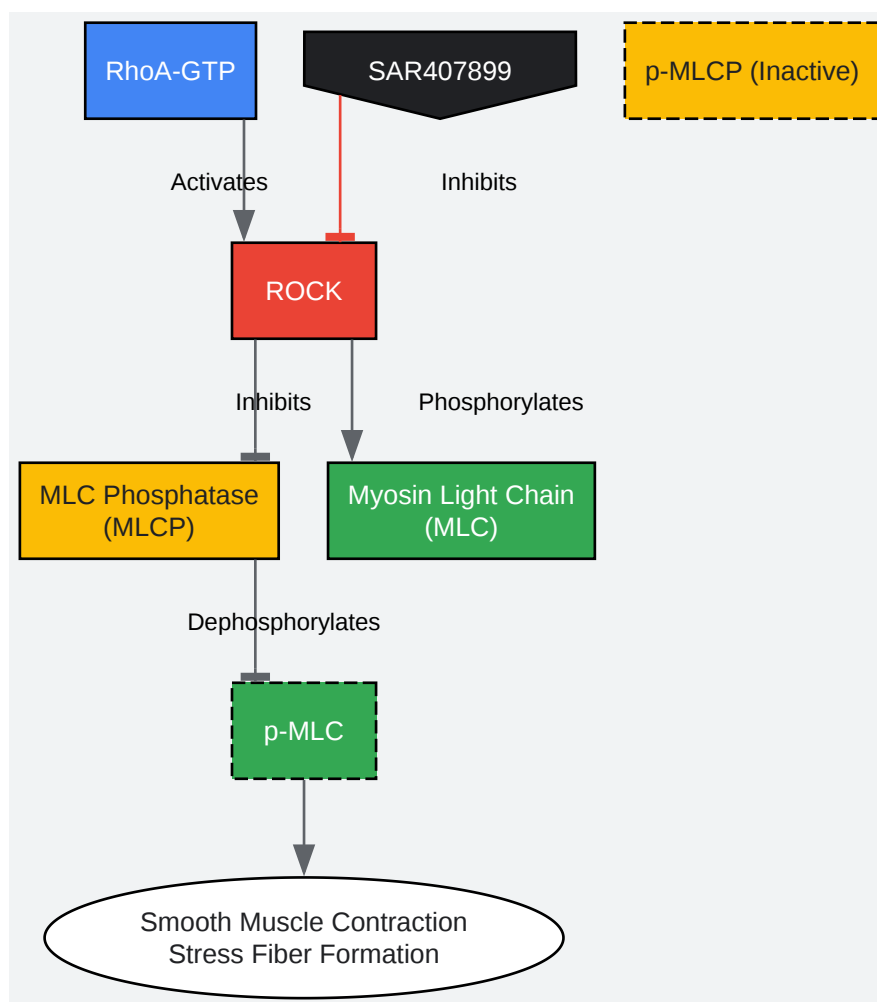 RhoA-GTP
SAR407899
p-MLCP (Inactive)
Activates
Inhibits
ROCK
Inhibits
Phosphorylates
MLC Phosphatase
(MLCP)
Myosin Light Chain
(MLC)
Dephosphorylates
p-MLC
Smooth Muscle Contraction
Stress Fiber Formation